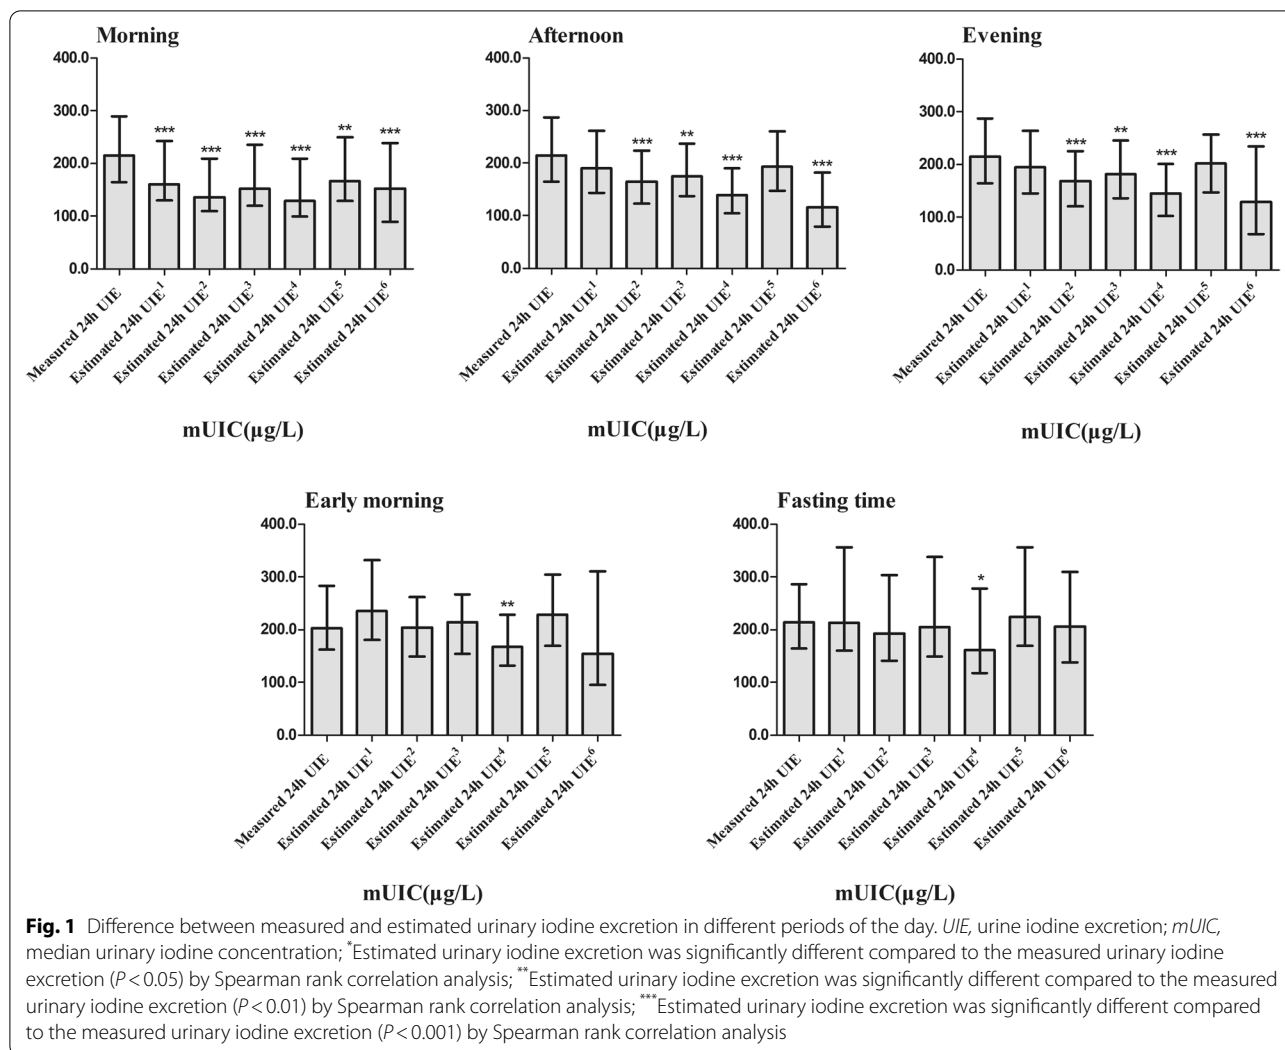 Morning
400.0
300.0
200.0
100.0
0.0
***
***
***
***
**
***
Measured 24h UIE
Estimated 24h UIE¹
Estimated 24h UIE²
Estimated 24h UIE³
Estimated 24h UIE⁴
Estimated 24h UIE⁵
Estimated 24h UIE⁶
mUIC(µg/L)
Afternoon
400.0
300.0
200.0
100.0
0.0
***
**
***
***
Measured 24h UIE
Estimated 24h UIE¹
Estimated 24h UIE²
Estimated 24h UIE³
Estimated 24h UIE⁴
Estimated 24h UIE⁵
Estimated 24h UIE⁶
mUIC(µg/L)
Evening
400.0
300.0
200.0
100.0
0.0
***
**
***
***
Measured 24h UIE
Estimated 24h UIE¹
Estimated 24h UIE²
Estimated 24h UIE³
Estimated 24h UIE⁴
Estimated 24h UIE⁵
Estimated 24h UIE⁶
mUIC(µg/L)
Early morning
400.0
300.0
200.0
100.0
0.0
**
Measured 24h UIE
Estimated 24h UIE¹
Estimated 24h UIE²
Estimated 24h UIE³
Estimated 24h UIE⁴
Estimated 24h UIE⁵
Estimated 24h UIE⁶
mUIC(µg/L)
Fasting time
400.0
300.0
200.0
100.0
0.0
*
Measured 24h UIE
Estimated 24h UIE¹
Estimated 24h UIE²
Estimated 24h UIE³
Estimated 24h UIE⁴
Estimated 24h UIE⁵
Estimated 24h UIE⁶
mUIC(µg/L)
Fig. 1 Difference between measured and estimated urinary iodine excretion in different periods of the day. UIE, urine iodine excretion; mUIC,
median urinary iodine concentration; *Estimated urinary iodine excretion was significantly different compared to the measured urinary iodine
excretion (P < 0.05) by Spearman rank correlation analysis; **Estimated urinary iodine excretion was significantly different compared to the measured
urinary iodine excretion (P < 0.01) by Spearman rank correlation analysis; ***Estimated urinary iodine excretion was significantly different compared
to the measured urinary iodine excretion (P < 0.001) by Spearman rank correlation analysis